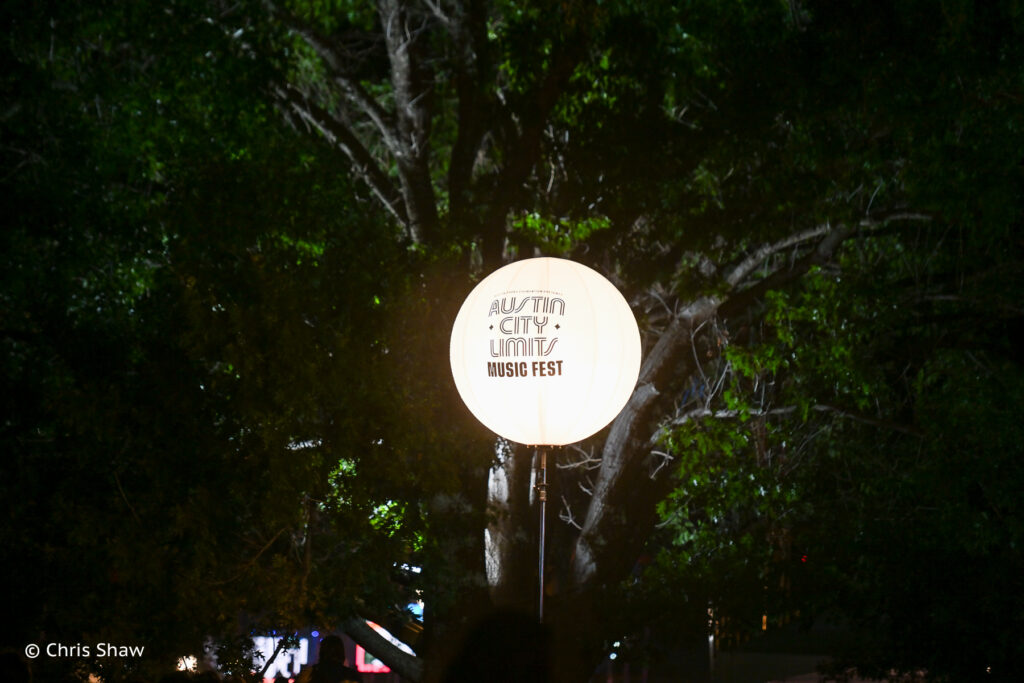 AUSTIN
CITY
LIMITS
MUSIC FEST
© Chris Shaw